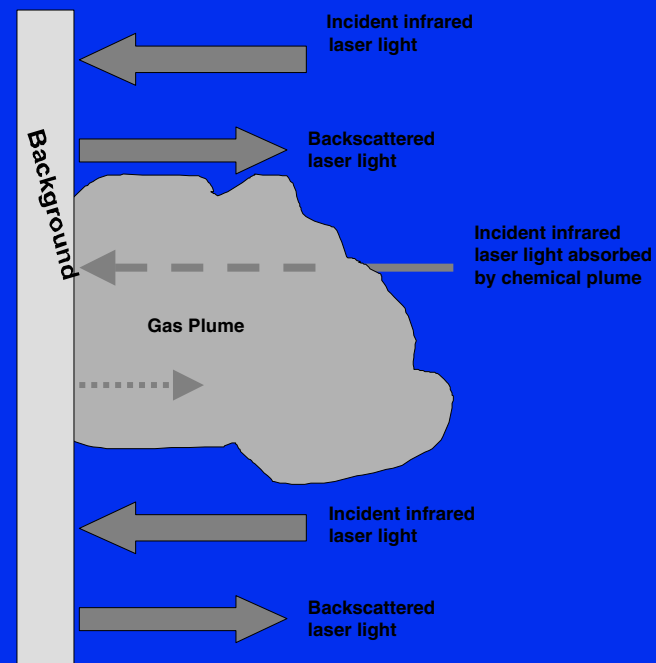 Incident infrared
laser light
Backscattered
laser light
Background
Incident infrared
laser light absorbed
by chemical plume
Gas Plume
Incident infrared
laser light
Backscattered
laser light